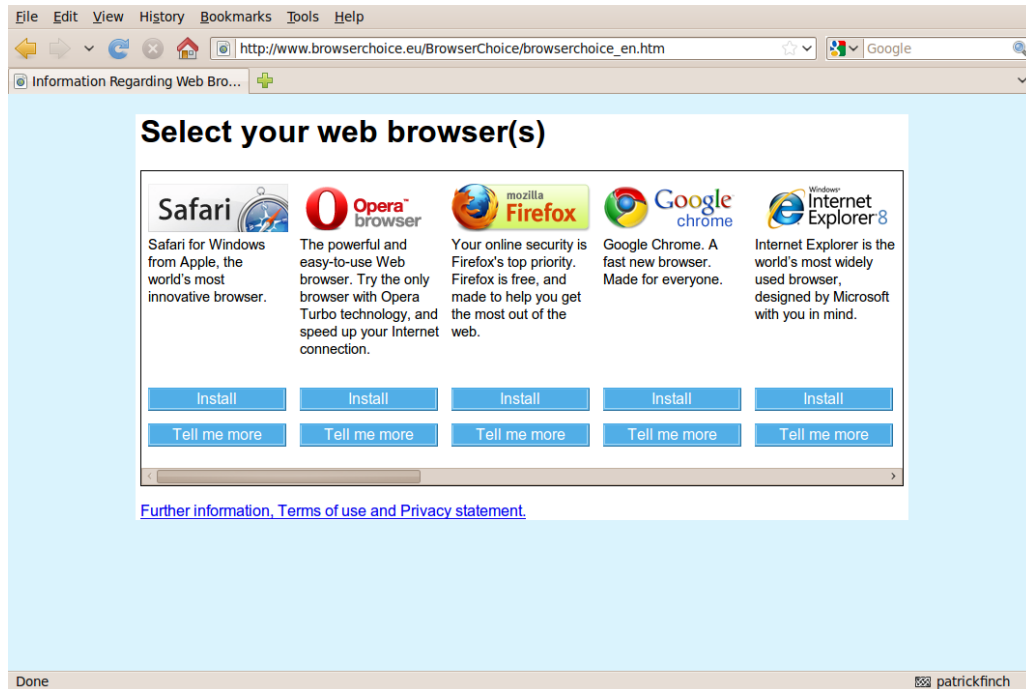 File Edit View History Bookmarks Tools Help
http://www.browserchoice.eu/BrowserChoice/browserchoice_en.htm
Google
Information Regarding Web Bro...
Select your web browser(s)
Safari
Safari for Windows
from Apple, the
world's most
innovative browser.
Opera™
browser
The powerful and
easy-to-use Web
browser. Try the only
browser with Opera
Turbo technology, and
speed up your Internet
connection.
mozilla
Firefox
Your online security is
Firefox's top priority.
Firefox is free, and
made to help you get
the most out of the
web.
Google
chrome
Google Chrome. A
fast new browser.
Made for everyone.
Windows
Internet
Explorer 8
Internet Explorer is the
world's most widely
used browser,
designed by Microsoft
with you in mind.
Install Install Install Install Install
Tell me more Tell me more Tell me more Tell me more Tell me more
Further information, Terms of use and Privacy statement.
Done patrickfinch